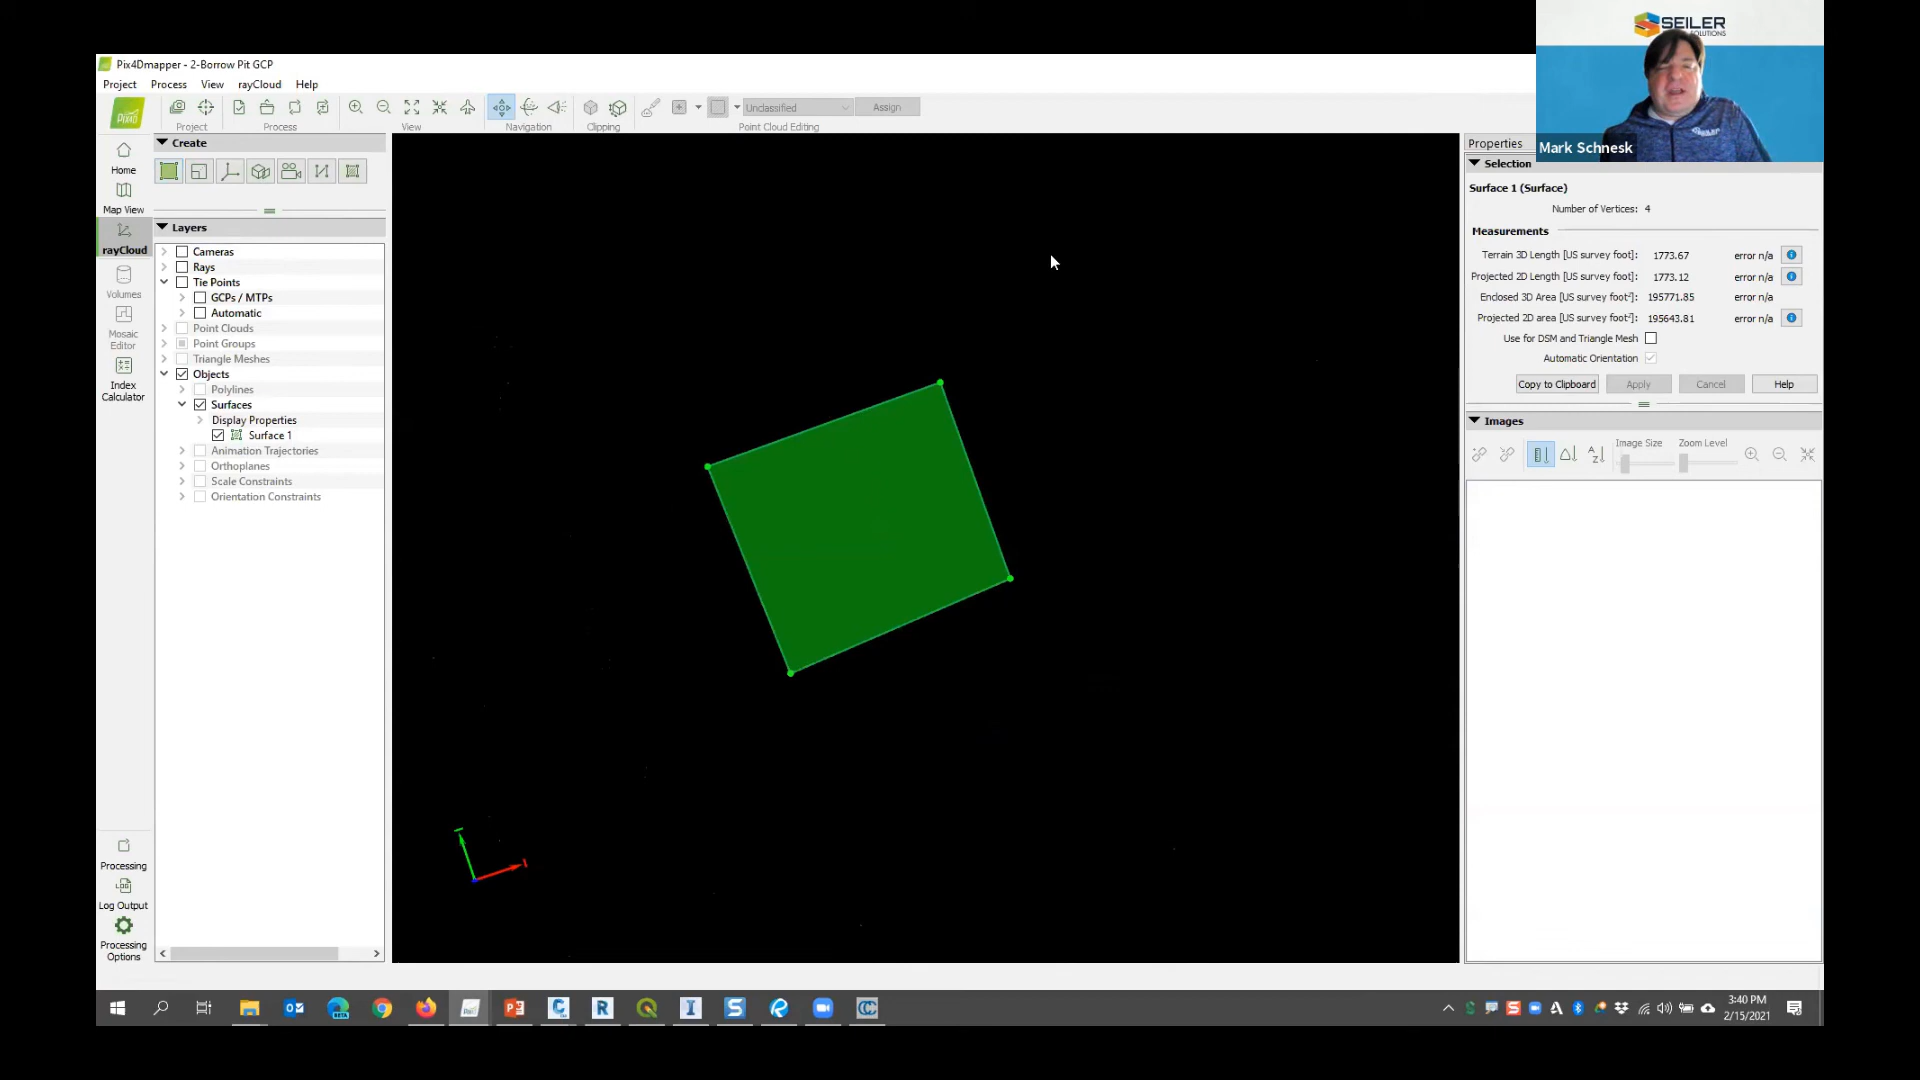 SEILER
SOLUTIONS
Mark Schnesk
Pix4Dmapper - 2-Borrow Pit GCP
Project Process View rayCloud Help
Unclassified Assign
Project Process View Navigation Clipping Point Cloud Editing
Home
Map View
rayCloud
Volumes
Mosaic
Editor
Index
Calculator
Processing
Log Output
Processing
Options
Create
Layers
Cameras
Rays
Tie Points
GCPs / MTPs
Automatic
Point Clouds
Point Groups
Triangle Meshes
Objects
Polylines
Surfaces
Display Properties
Surface 1
Animation Trajectories
Orthoplanes
Scale Constraints
Orientation Constraints
Properties
Selection
Surface 1 (Surface)
Number of Vertices: 4
Measurements
Terrain 3D Length [US survey foot]: 1773.67 error n/a
Projected 2D Length [US survey foot]: 1773.12 error n/a
Enclosed 3D Area [US survey foot²]: 195771.85 error n/a
Projected 2D area [US survey foot²]: 195643.81 error n/a
Use for DSM and Triangle Mesh
Automatic Orientation
Copy to Clipboard Apply Cancel Help
Images
Image Size Zoom Level
3:40 PM
2/15/2021